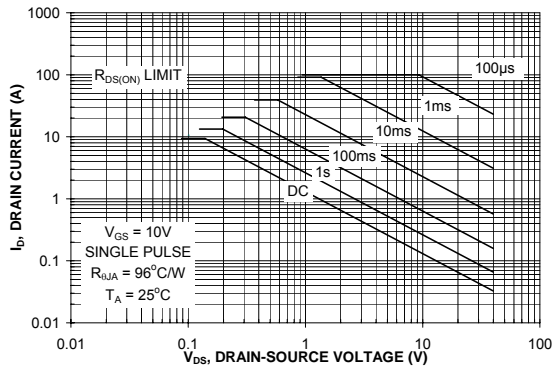 1000
100
10
1
0.1
0.01
I_D, DRAIN CURRENT (A)
R_DS(ON) LIMIT
100µs
1ms
10ms
100ms
1s
DC
V_GS = 10V
SINGLE PULSE
R_θJA = 96°C/W
T_A = 25°C
0.01
0.1
1
10
100
V_DS, DRAIN-SOURCE VOLTAGE (V)